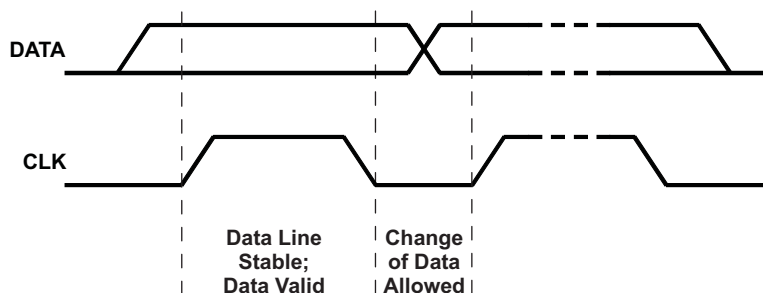 DATA
CLK
Data Line
Stable;
Data Valid
Change
of Data
Allowed